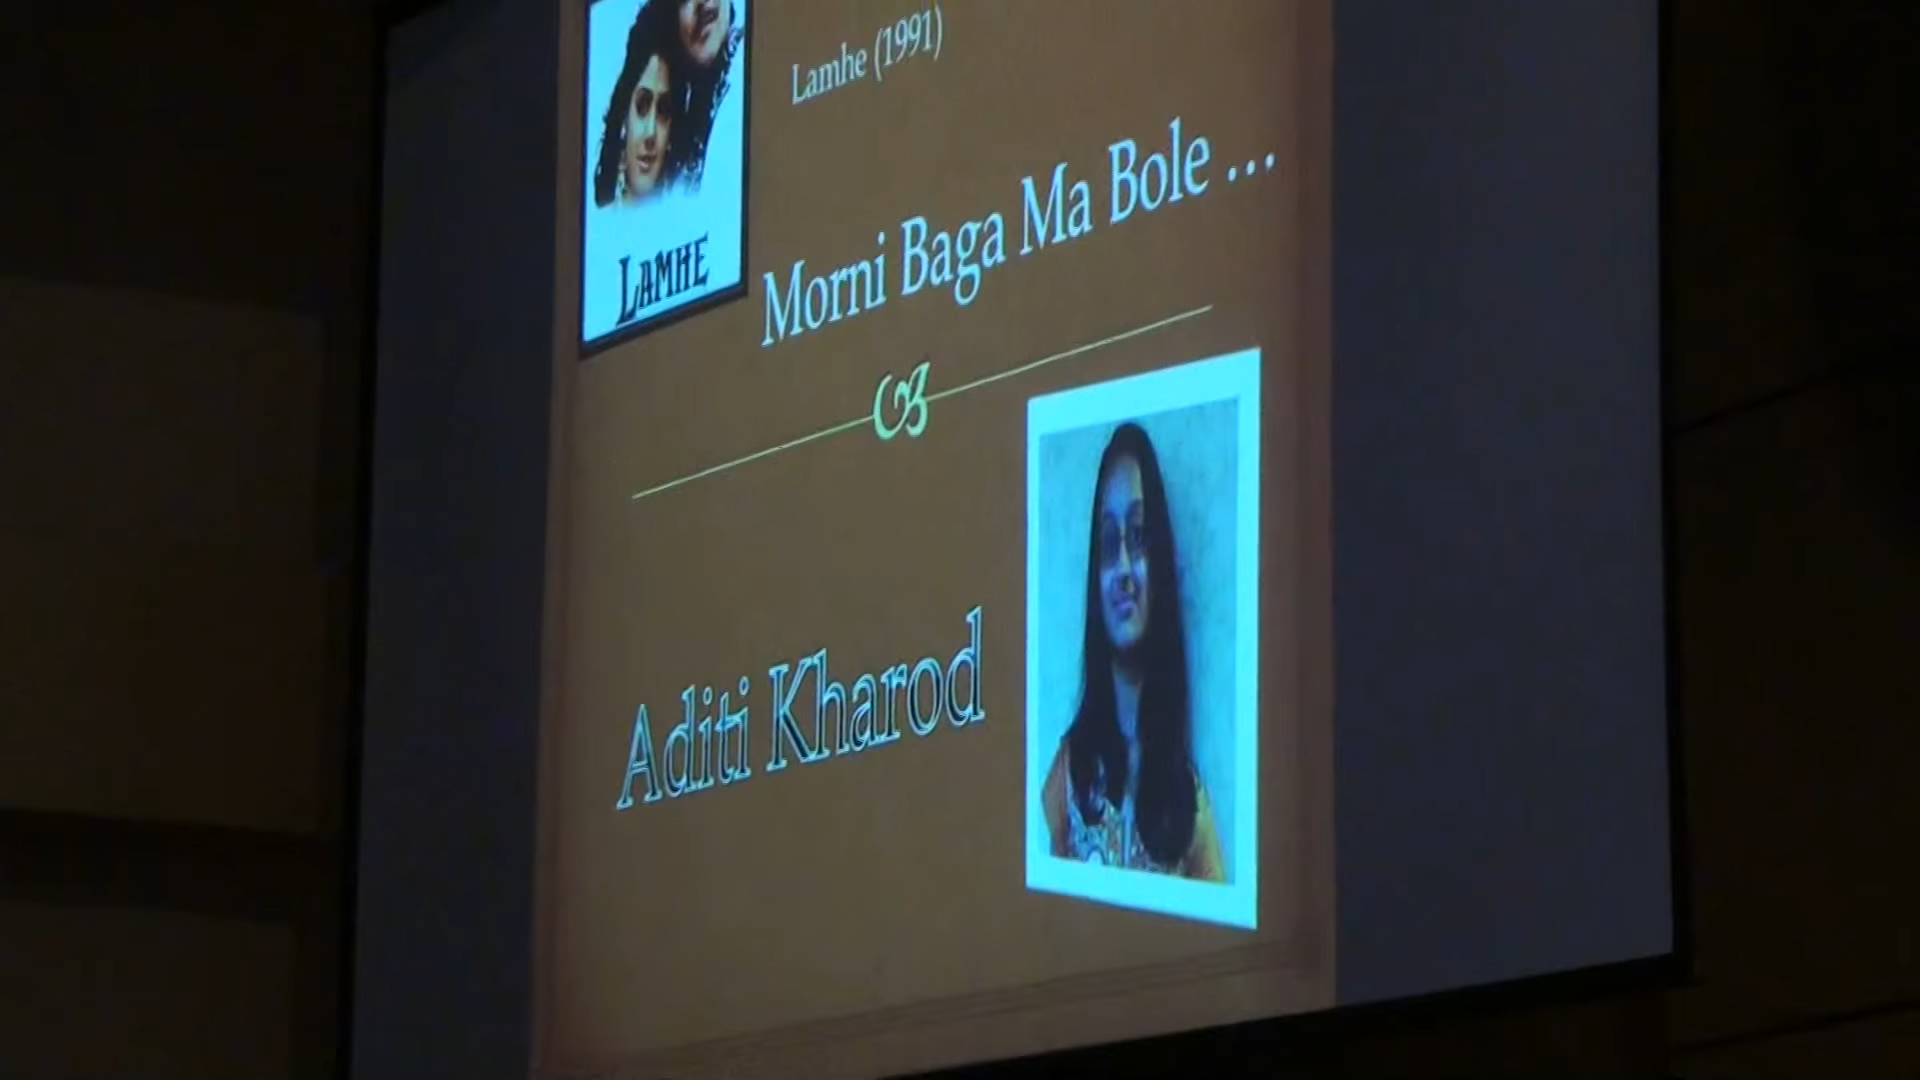 Lamhe (1991)
LAMHE
Morni Baga Ma Bole ...
Aditi Kharod